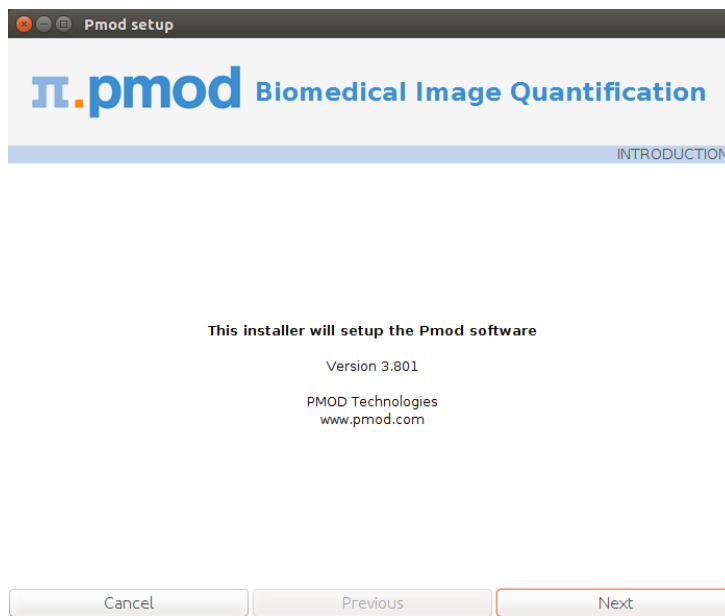 Pmod setup
π.pmod Biomedical Image Quantification
INTRODUCTION
This installer will setup the Pmod software
Version 3.801
PMOD Technologies
www.pmod.com
Cancel Previous Next